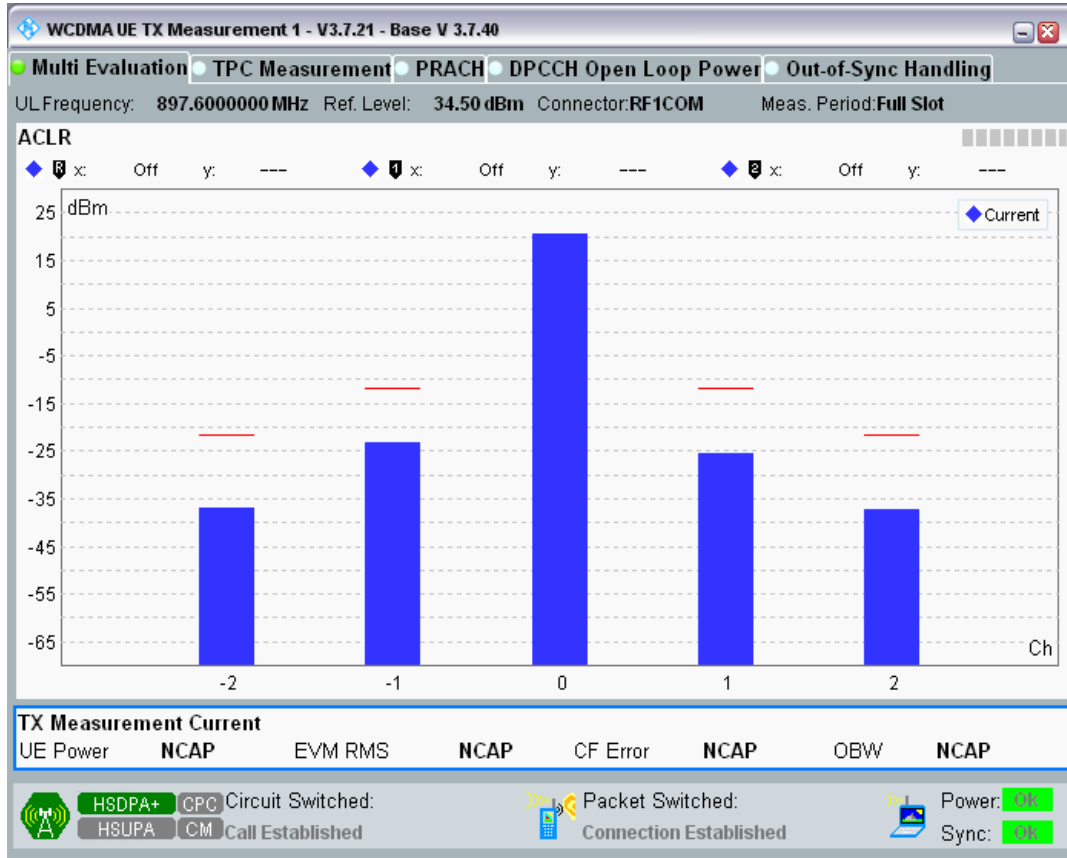 WCDMA UE TX Measurement 1 - V3.7.21 - Base V 3.7.40
Multi Evaluation TPC Measurement PRACH DPCCH Open Loop Power Out-of-Sync Handling
UL Frequency: 897.6000000 MHz Ref. Level: 34.50 dBm Connector:RF1COM Meas. Period:Full Slot
ACLR
R x: Off y: --- 1 x: Off y: --- 2 x: Off y: ---
dBm
Current
25
15
5
-5
-15
-25
-35
-45
-55
-65
Ch
-2 -1 0 1 2
TX Measurement Current
UE Power NCAP EVM RMS NCAP CF Error NCAP OBW NCAP
HSDPA+ CPC Circuit Switched: Packet Switched: Power: Ok
HSUPA CM Call Established Connection Established Sync: Ok